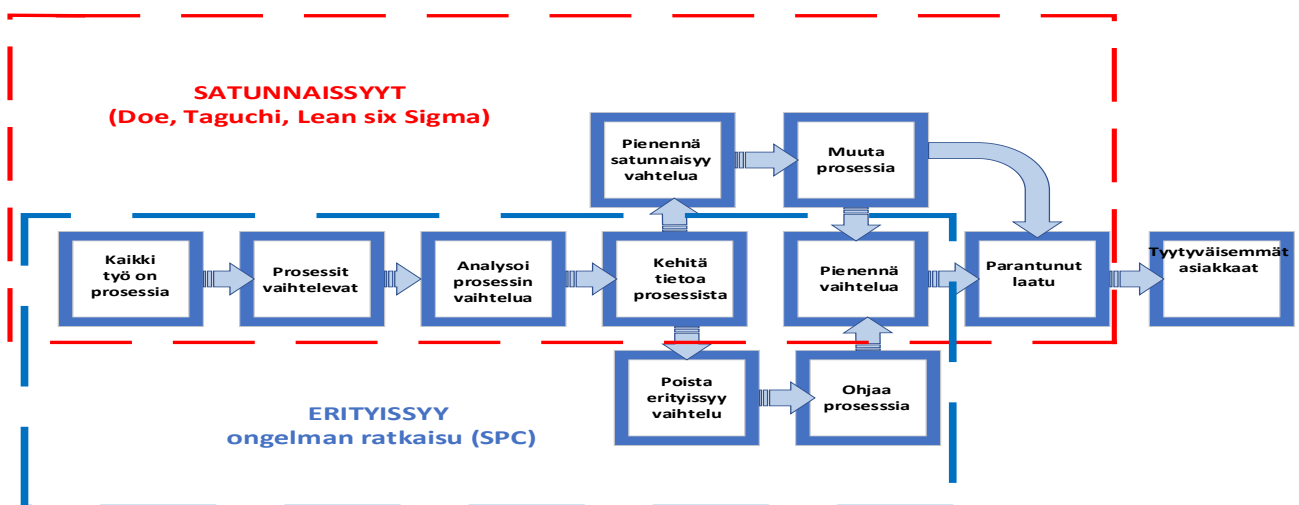 SATUNNAISSYYT
(Doe, Taguchi, Lean six Sigma)
Pienennä
satunnaisyy
vahtelua
Muuta
prosessia
Kaikki
työ on
prosessia
Prosessit
vaihtelevat
Analysoi
prosessin
vaihtelua
Kehitä
tietoa
prosessista
Pienennä
vaihtelua
Parantunut
laatu
Tyytyväisemmät
asiakkaat
Poista
erityissyy
vaihtelu
Ohjaa
prosesssia
ERITYISSYY
ongelman ratkaisu (SPC)